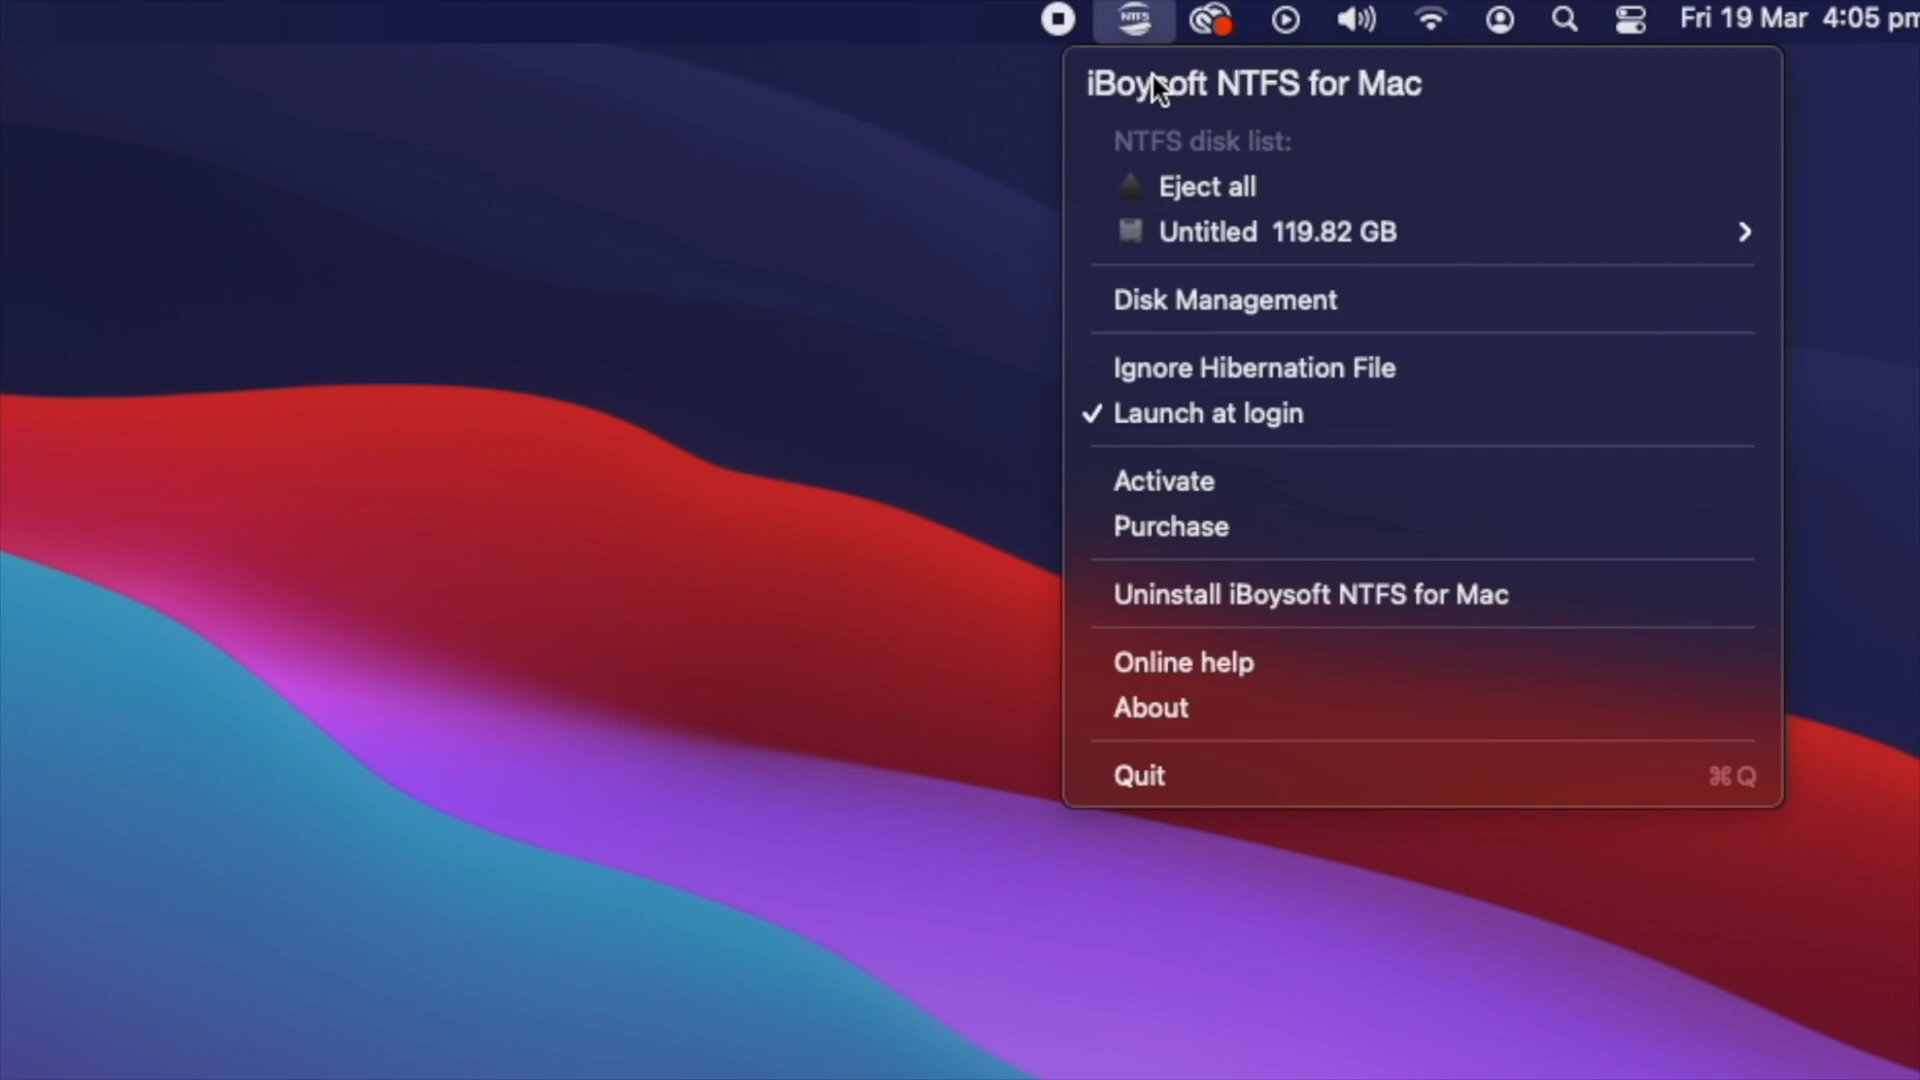 NTFS
Fri 19 Mar 4:05 pm
iBoysoft NTFS for Mac
NTFS disk list:
Eject all
Untitled 119.82 GB
Disk Management
Ignore Hibernation File
✓ Launch at login
Activate
Purchase
Uninstall iBoysoft NTFS for Mac
Online help
About
Quit ⌘Q